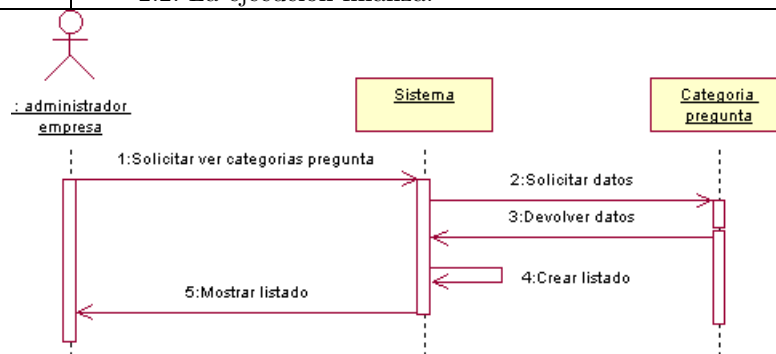 : administrador
empresa
Sistema
Categoria
pregunta
1:Solicitar ver categorias pregunta
2:Solicitar datos
3:Devolver datos
4:Crear listado
5:Mostrar listado